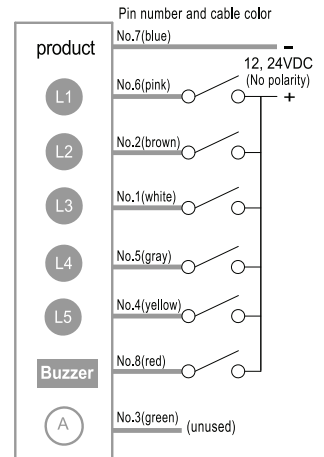 Pin number and cable color
product
No.7(blue)
−
12, 24VDC
(No polarity)
+
L1
No.6(pink)
L2
No.2(brown)
L3
No.1(white)
L4
No.5(gray)
L5
No.4(yellow)
Buzzer
No.8(red)
A
No.3(green)
(unused)